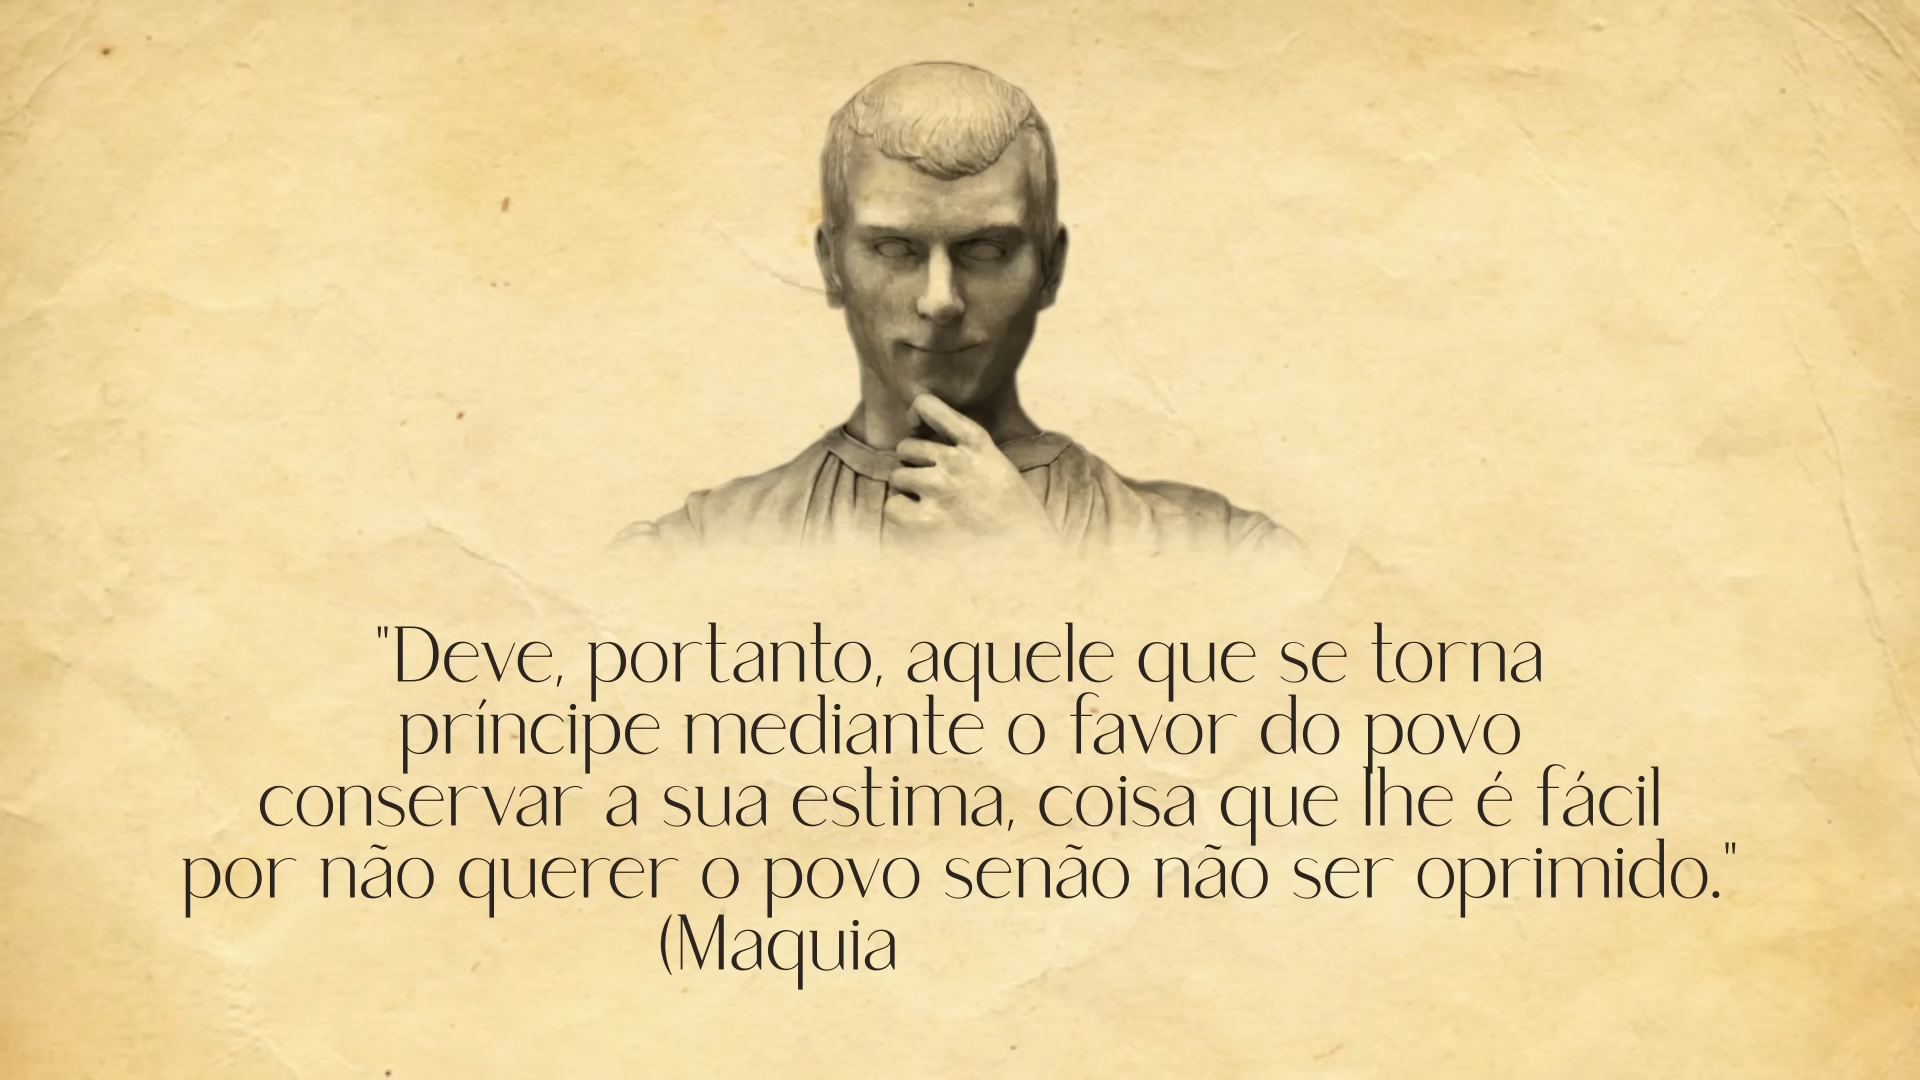 "Deve, portanto, aquele que se torna
príncipe mediante o favor do povo
conservar a sua estima, coisa que lhe é fácil
por não querer o povo senão não ser oprimido."
(Maquia